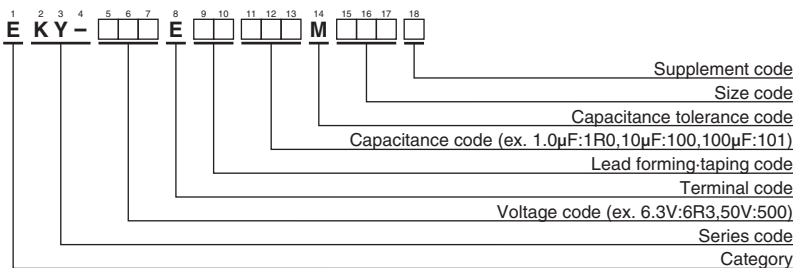 1 2 3 4 5 6 7 8 9 10 11 12 13 14 15 16 17 18
E KY– E M
Supplement code
Size code
Capacitance tolerance code
Capacitance code (ex. 1.0µF:1R0,10µF:100,100µF:101)
Lead forming·taping code
Terminal code
Voltage code (ex. 6.3V:6R3,50V:500)
Series code
Category